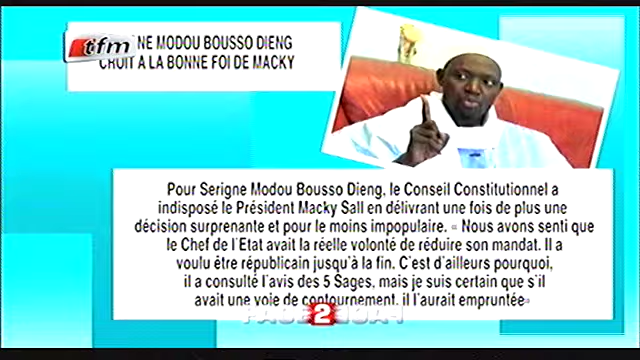 tfm
NE MODOU BOUSSO DIENG
CROIT A LA BONNE FOI DE MACKY
Pour Serigne Modou Bousso Dieng, le Conseil Constitutionnel a
indisposé le Président Macky Sall en délivrant une fois de plus une
décision surprenante et pour le moins impopulaire. « Nous avons senti que
le Chef de l'Etat avait la réelle volonté de réduire son mandat. Il a
voulu être républicain jusqu'à la fin. C'est d'ailleurs pourquoi,
il a consulté l'avis des 5 Sages, mais je suis certain que s'il
avait une voie de contournement, il l'aurait empruntée»
2